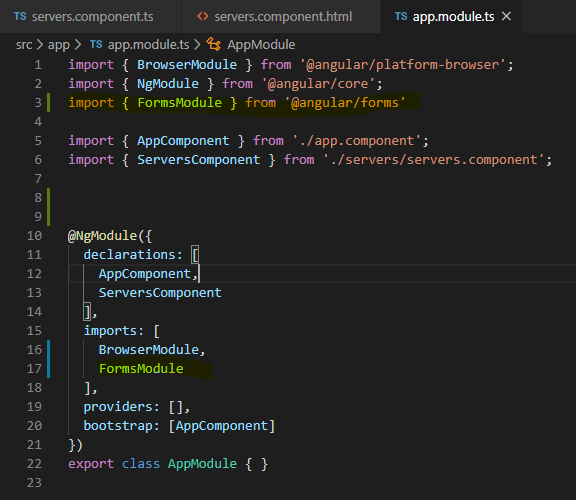 TS servers.component.ts <> servers.component.html TS app.module.ts ×
src > app > TS app.module.ts > AppModule
1 import { BrowserModule } from '@angular/platform-browser';
2 import { NgModule } from '@angular/core';
3 import { FormsModule } from '@angular/forms'
4
5 import { AppComponent } from './app.component';
6 import { ServersComponent } from './servers/servers.component';
7
8
9
10 @NgModule({
11 declarations: [
12 AppComponent,
13 ServersComponent
14 ],
15 imports: [
16 BrowserModule,
17 FormsModule
18 ],
19 providers: [],
20 bootstrap: [AppComponent]
21 })
22 export class AppModule { }
23